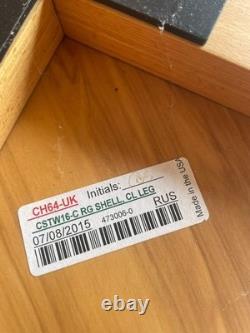 CH64-UK Initials:
CSTW16-C RG SHELL, CL LEG
07/08/2015 473006-0 RUS
Made in the USA